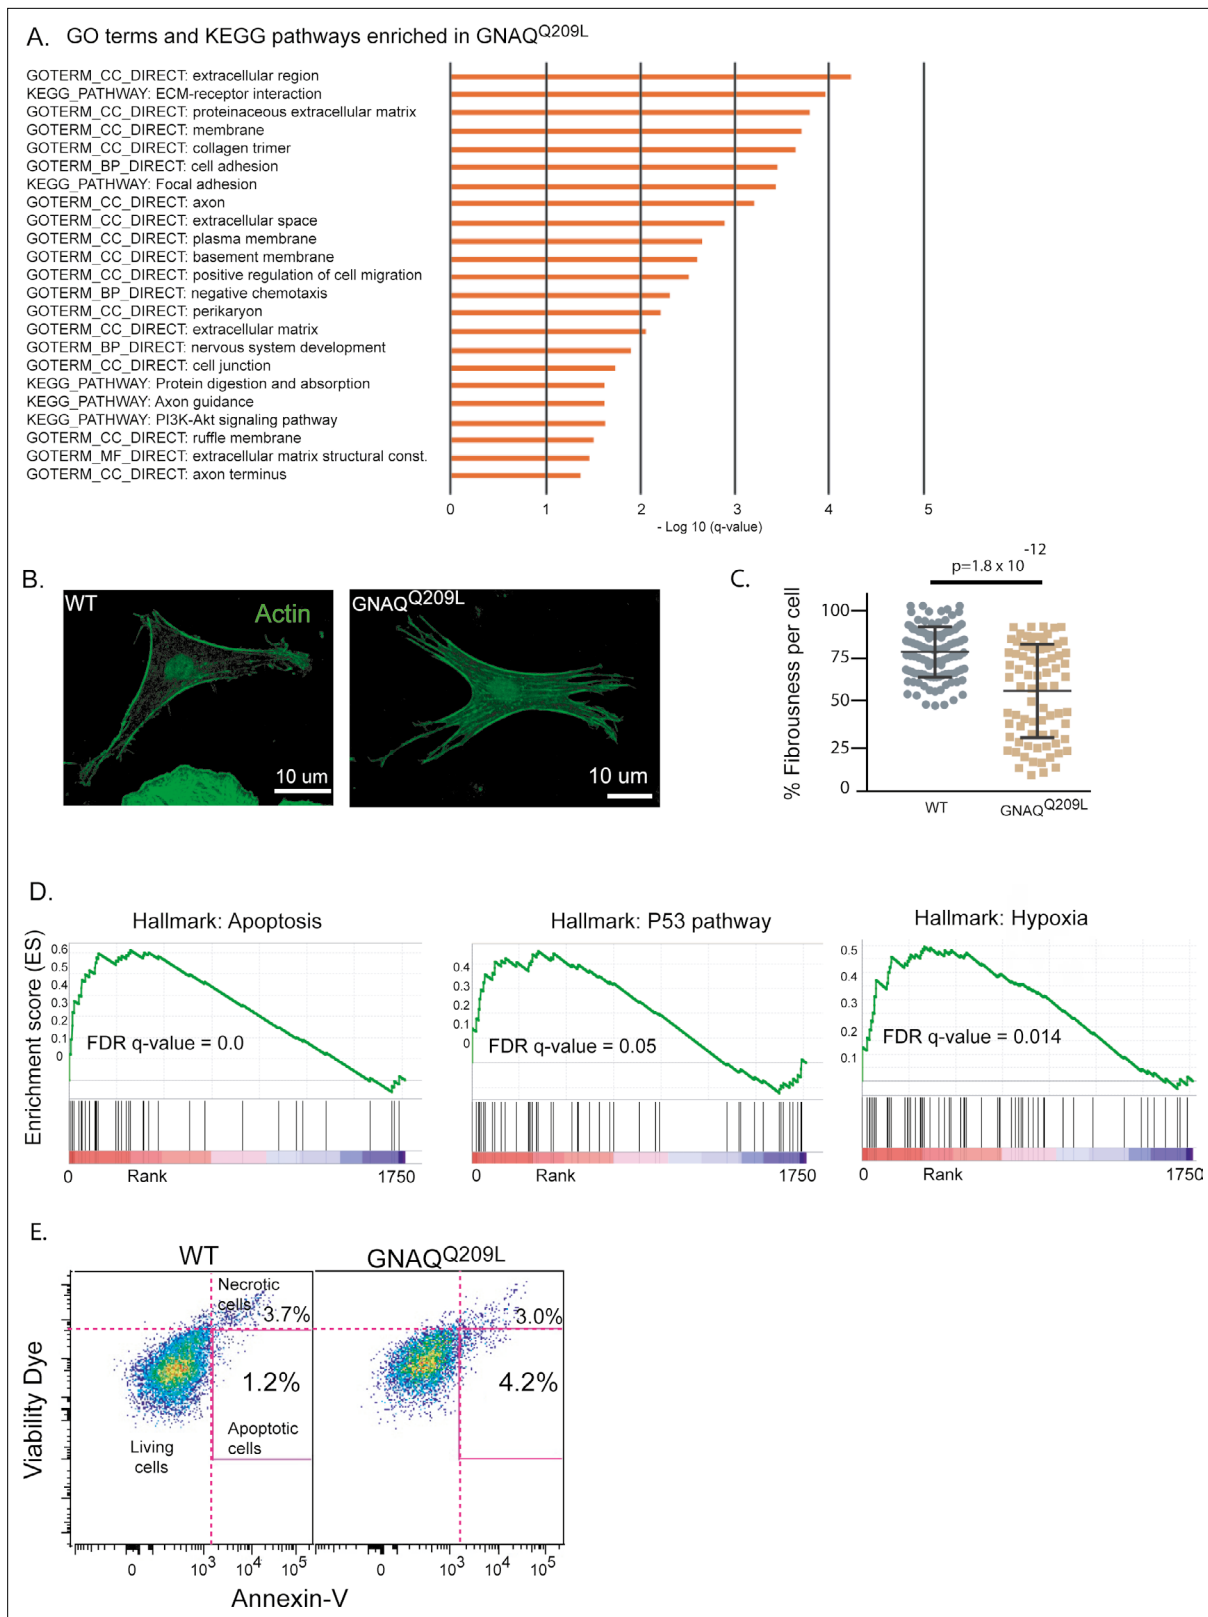 A. GO terms and KEGG pathways enriched in GNAQQ209L
GOTERM_CC_DIRECT: extracellular region
KEGG_PATHWAY: ECM-receptor interaction
GOTERM_CC_DIRECT: proteinaceous extracellular matrix
GOTERM_CC_DIRECT: membrane
GOTERM_CC_DIRECT: collagen trimer
GOTERM_BP_DIRECT: cell adhesion
KEGG_PATHWAY: Focal adhesion
GOTERM_CC_DIRECT: axon
GOTERM_CC_DIRECT: extracellular space
GOTERM_CC_DIRECT: plasma membrane
GOTERM_CC_DIRECT: basement membrane
GOTERM_CC_DIRECT: positive regulation of cell migration
GOTERM_BP_DIRECT: negative chemotaxis
GOTERM_CC_DIRECT: perikaryon
GOTERM_CC_DIRECT: extracellular matrix
GOTERM_BP_DIRECT: nervous system development
GOTERM_CC_DIRECT: cell junction
KEGG_PATHWAY: Protein digestion and absorption
KEGG_PATHWAY: Axon guidance
KEGG_PATHWAY: PI3K-Akt signaling pathway
GOTERM_CC_DIRECT: ruffle membrane
GOTERM_MF_DIRECT: extracellular matrix structural const.
GOTERM_CC_DIRECT: axon terminus
0 1 2 3 4 5
- Log 10 (q-value)
B.
WT
Actin
10 um
GNAQQ209L
10 um
C.
p=1.8 x 10-12
% Fibrousness per cell
100%
75
50
25
0
WT GNAQQ209L
D.
Hallmark: Apoptosis
Enrichment score (ES)
0.6
0.5
0.4
0.3
0.2
0.1
0
FDR q-value = 0.0
0 Rank 1750
Hallmark: P53 pathway
0.4
0.3
0.2
0.1
0
FDR q-value = 0.05
0 Rank 1750
Hallmark: Hypoxia
0.5
0.4
0.3
0.2
0.1
FDR q-value = 0.014
0 Rank 1750
E.
WT
GNAQQ209L
Viability Dye
Necrotic
cells
3.7%
1.2%
Living
cells
Apoptotic
cells
3.0%
4.2%
0 103 104 105
0 103 104 105
Annexin-V